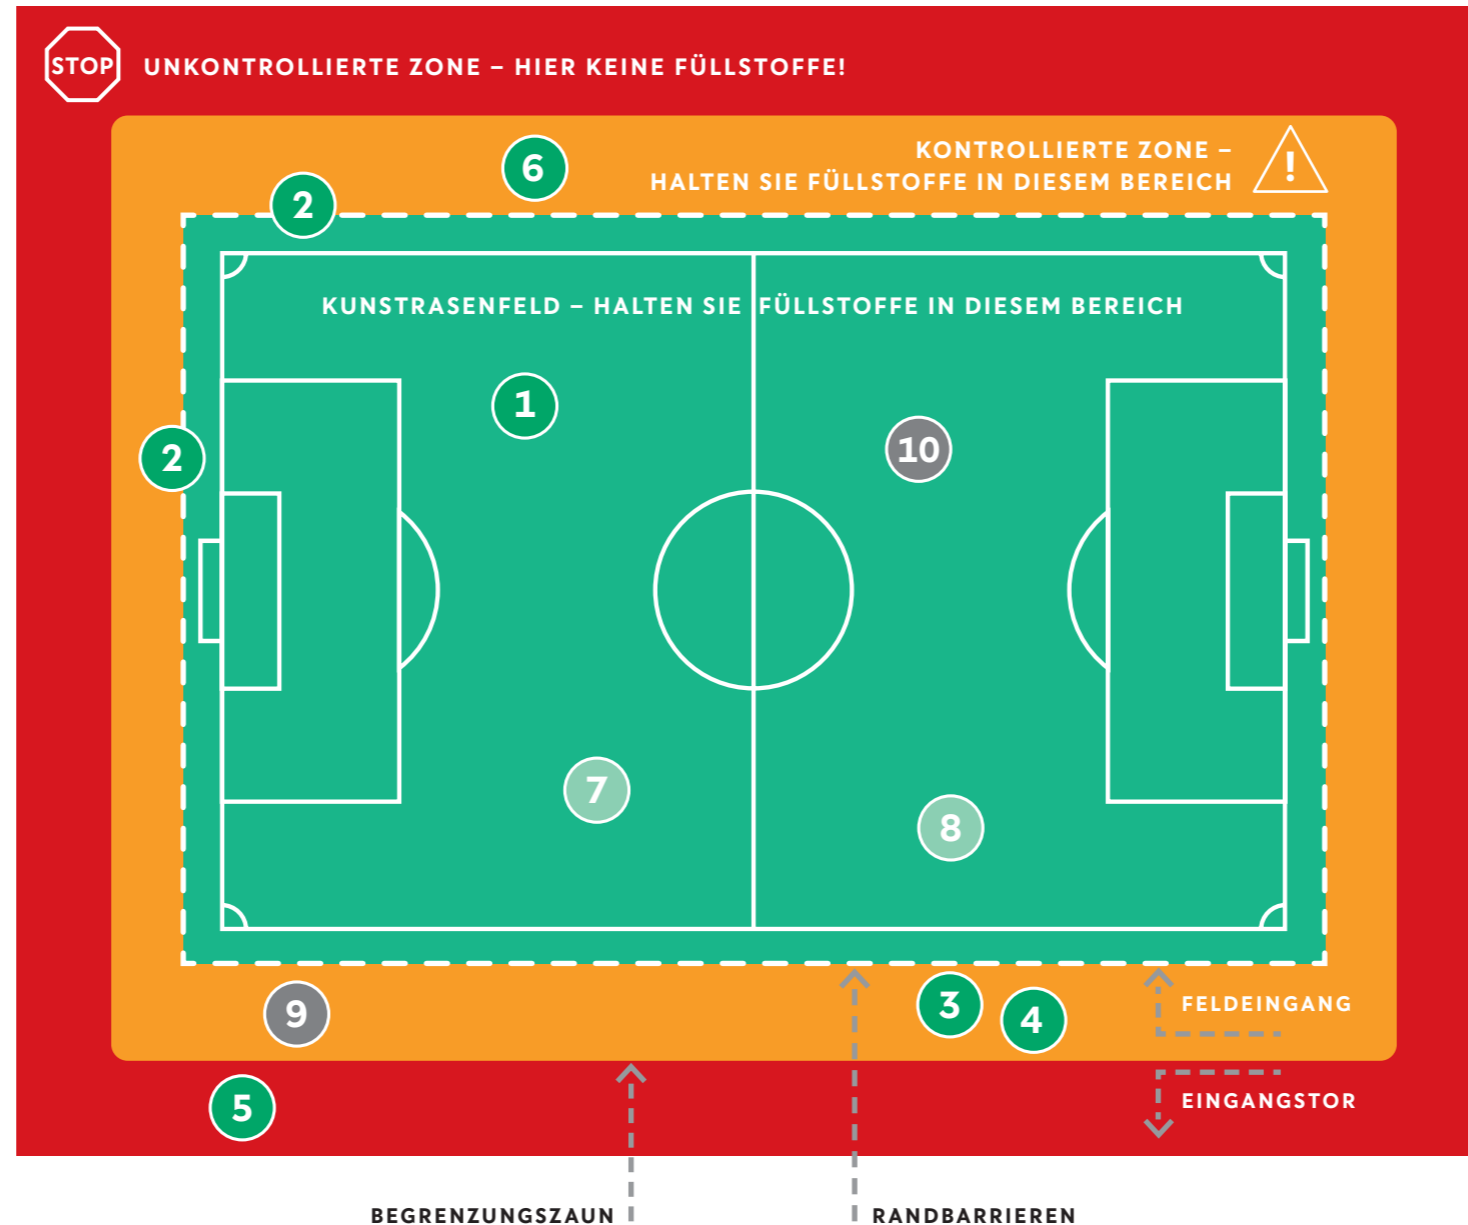 STOP
UNKONTROLLIERTE ZONE – HIER KEINE FÜLLSTOFFE!
KONTROLLIERTE ZONE –
HALTEN SIE FÜLLSTOFFE IN DIESEM BEREICH
!
6
2
KUNSTRASENFELD – HALTEN SIE FÜLLSTOFFE IN DIESEM BEREICH
1
10
2
7
8
3
4
FELDEINGANG
9
5
EINGANGSTOR
BEGRENZUNGSZAUN
RANDBARRIEREN